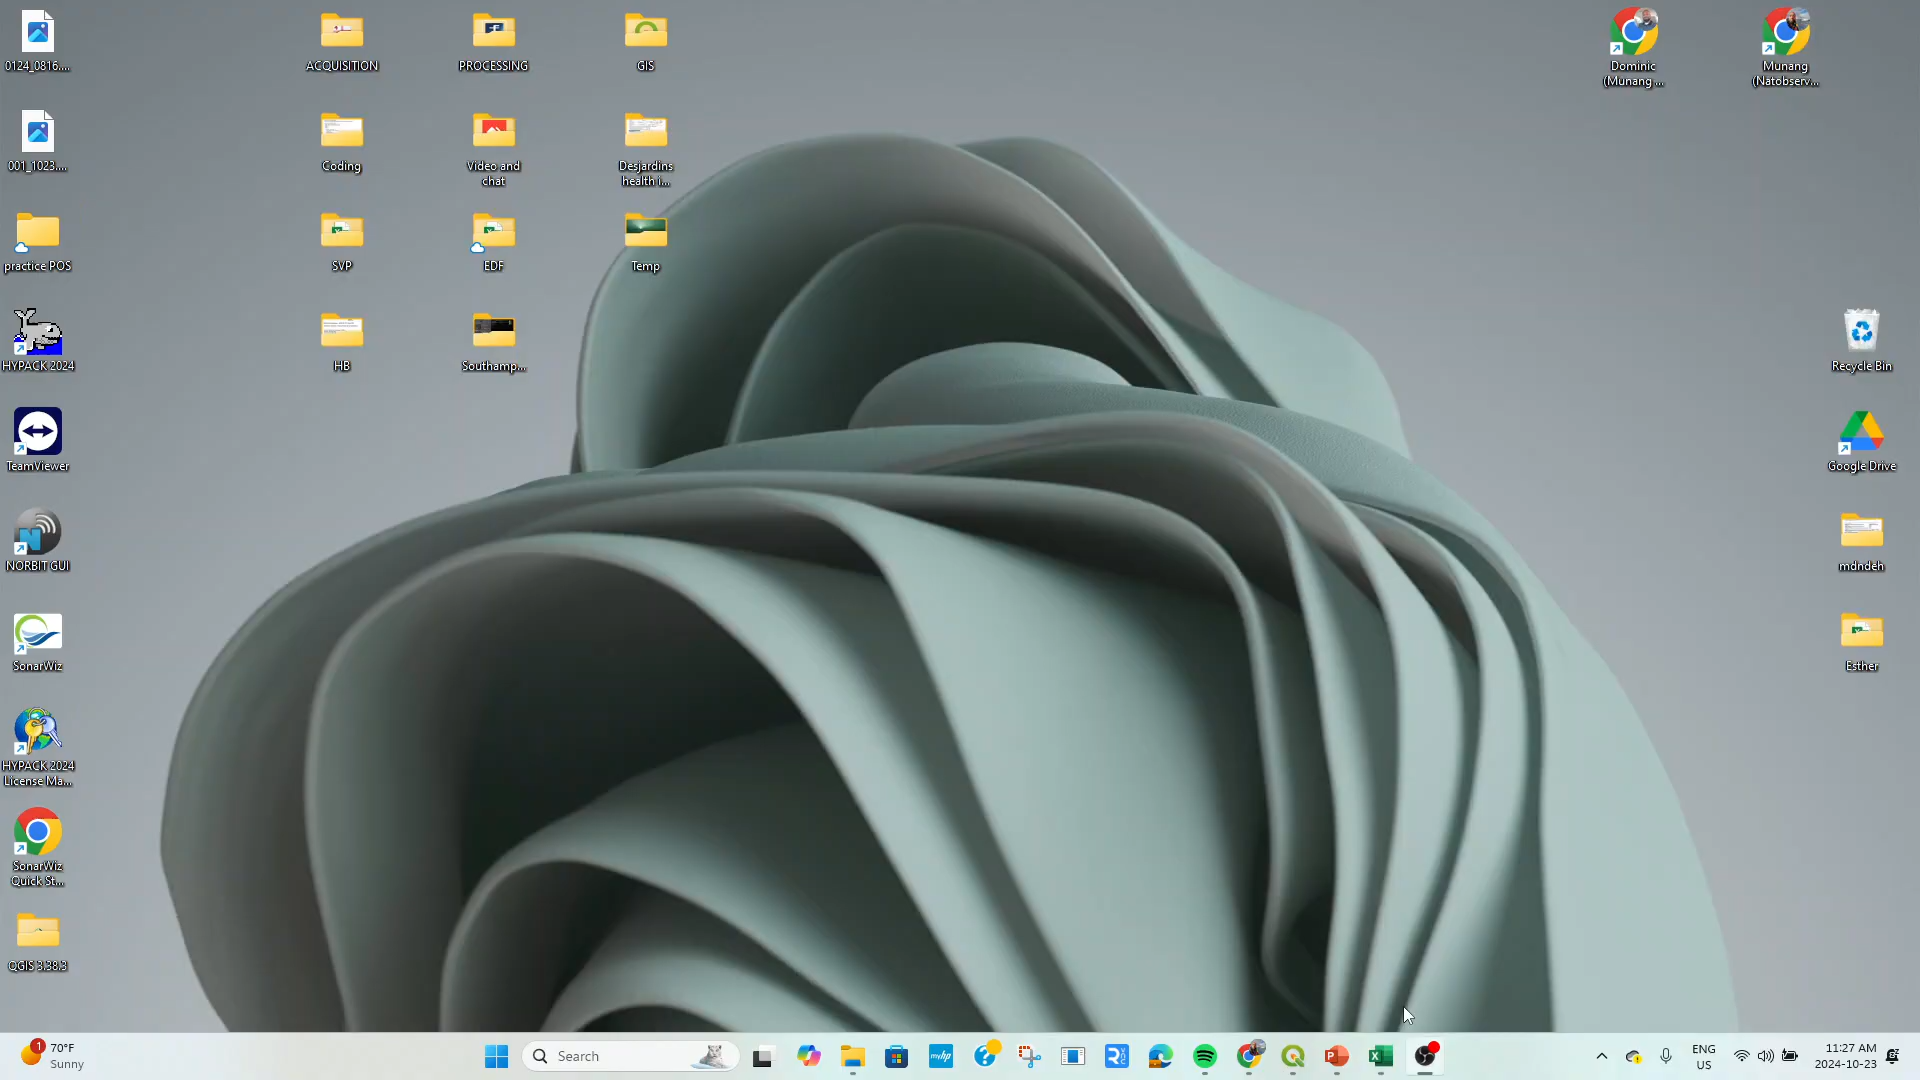 0124_0816....
ACQUISITION
PROCESSING
GIS
Dominic
(Munang ...
Munang
(Natobserv...
001_1023....
Coding
Video and
chat
Desjardins
health i...
practice POS
SVP
EDF
Temp
HYPACK 2024
HB
Southamp...
Recycle Bin
TeamViewer
Google Drive
NORBIT GUI
mdndeh
SonarWiz
Esther
HYPACK 2024
License Ma...
SonarWiz
Quick St...
QGIS 3.38.3
1
70°F
Sunny
Search
myhp
ENG
US
11:27 AM
2024-10-23